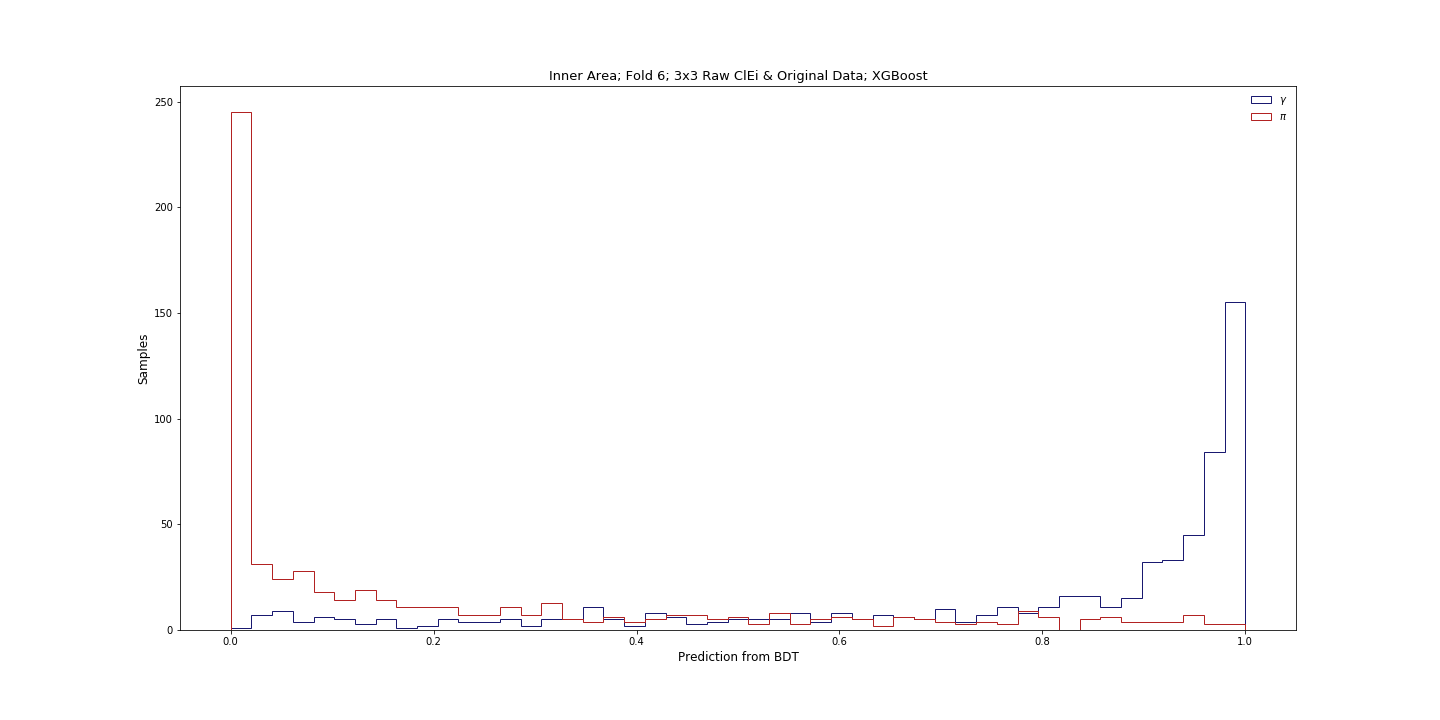 Inner Area; Fold 6; 3x3 Raw ClEi & Original Data; XGBoost
γ
π
250
200
150
100
50
0
Samples
0.0 0.2 0.4 0.6 0.8 1.0
Prediction from BDT